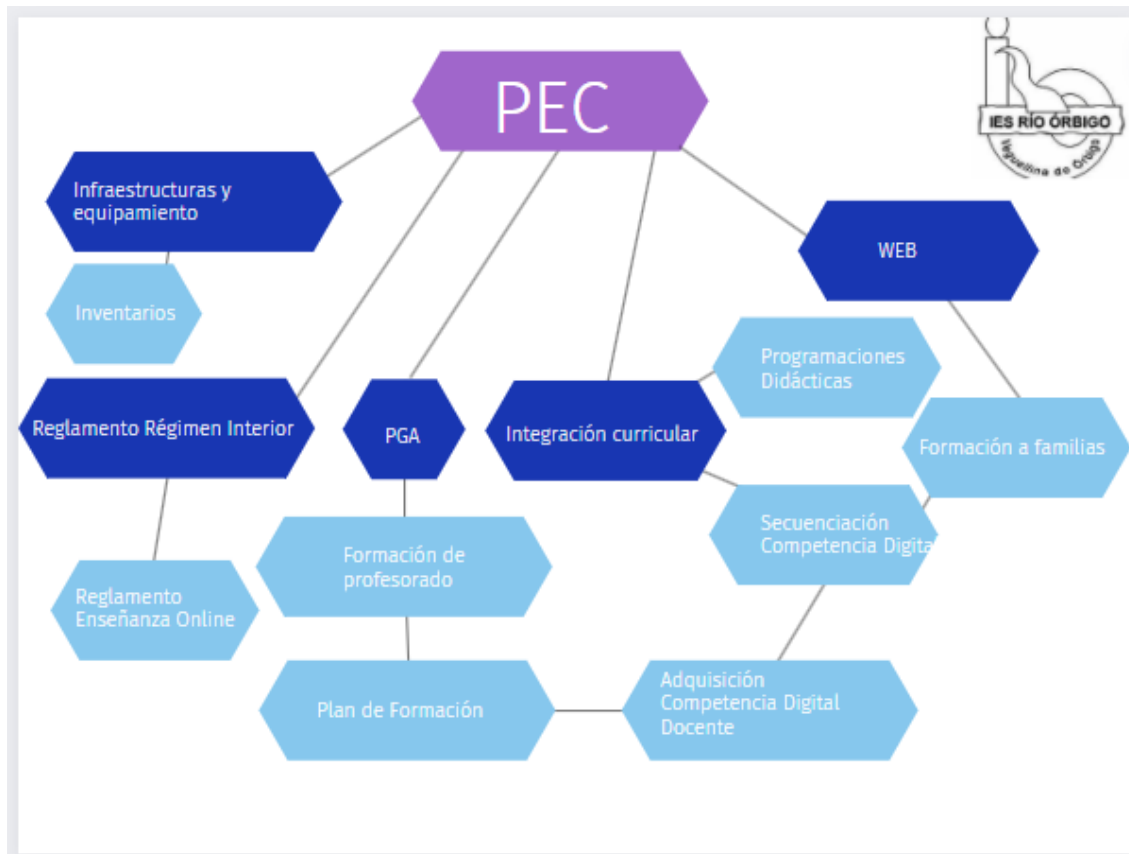 PEC
IES RÍO ÓRBIGO
Veguellina de Órbigo
Infraestructuras y
equipamiento
WEB
Inventarios
Programaciones
Didácticas
Reglamento Régimen Interior
PGA
Integración curricular
Formación a familias
Secuenciación
Competencia Digital
Formación de
profesorado
Reglamento
Enseñanza Online
Plan de Formación
Adquisición
Competencia Digital
Docente